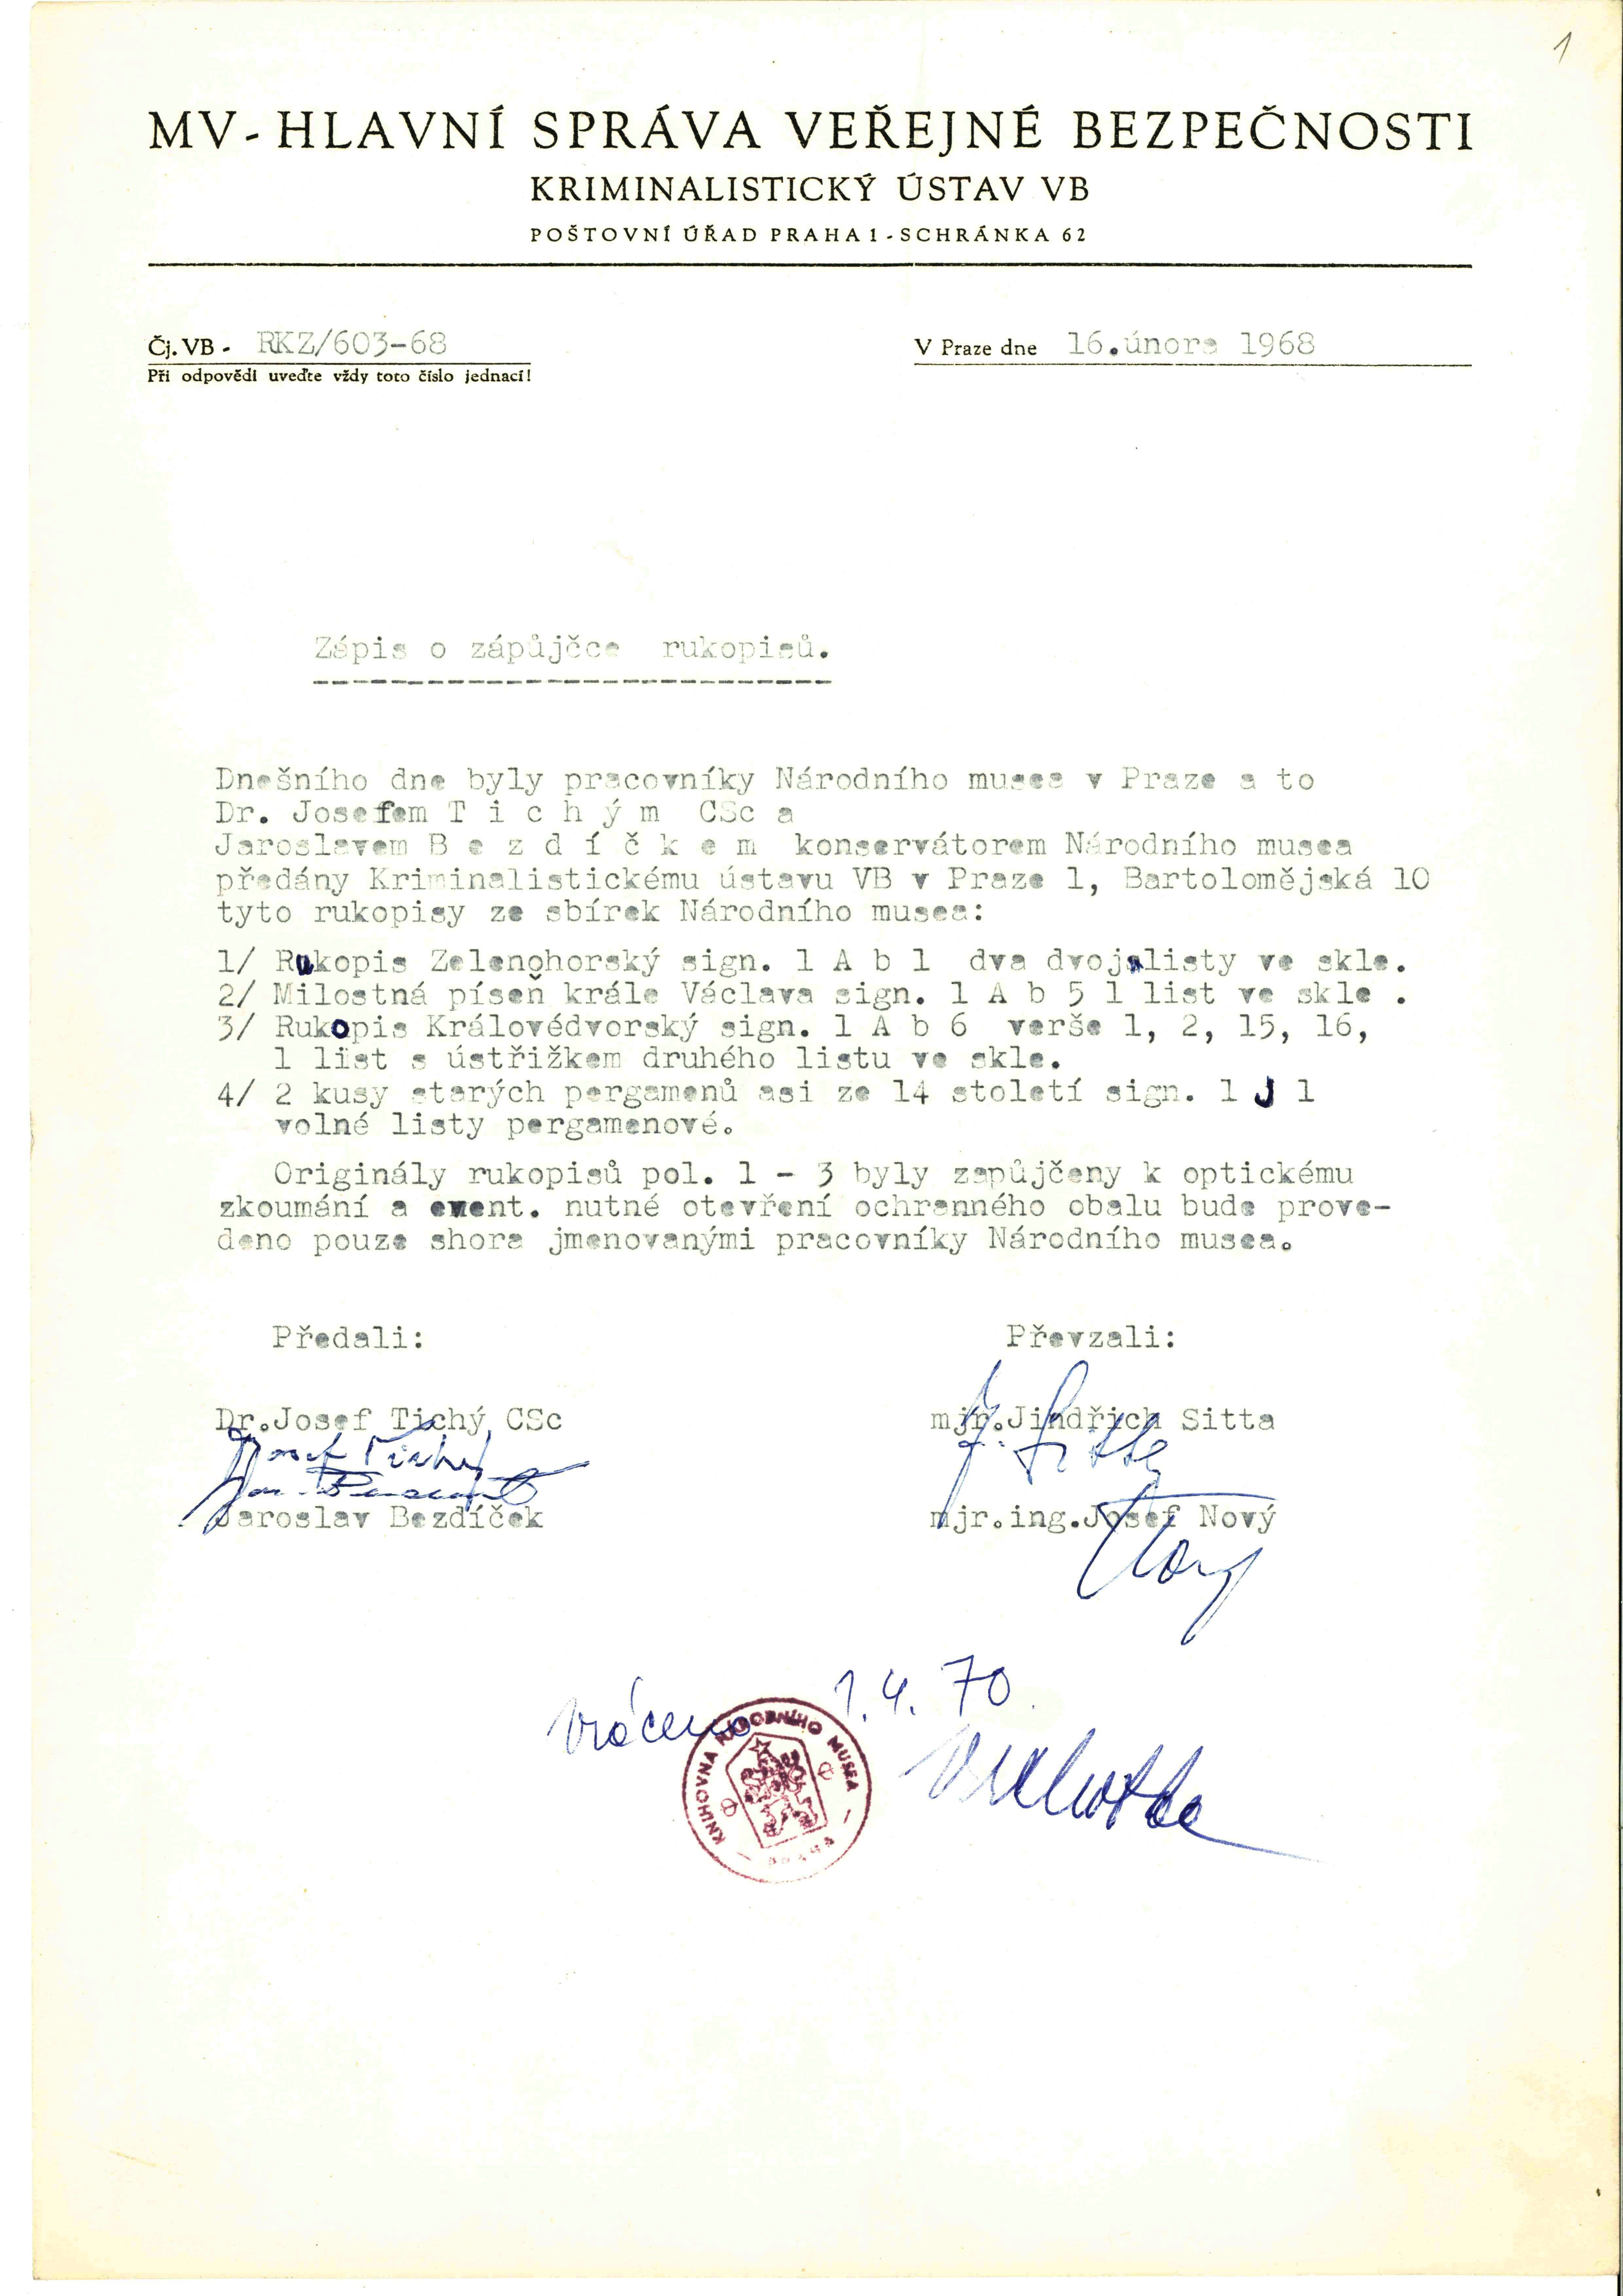 1
MV - HLAVNÍ SPRÁVA VEŘEJNÉ BEZPEČNOSTI
KRIMINALISTICKÝ ÚSTAV VB
POŠTOVNÍ ÚŘAD PRAHA 1 - SCHRÁNKA 62
Čj. VB - RKZ/603-68
V Praze dne 16.února 1968
Při odpovědi uveďte vždy toto číslo jednací!
Zápis o zápůjčce rukopisů.
Dnešního dne byly pracovníky Národního musea v Praze a to
Dr. Josefem T i c h ý m CSc a
Jaroslavem B e z d í č k e m konservátorem Národního musea
předány Kriminalistickému ústavu VB v Praze 1, Bartolomějská 10
tyto rukopisy ze sbírek Národního musea:
1/ Rukopis Zelenohorský sign. 1 A b 1 dva dvojlisty ve skle.
2/ Milostná píseň krále Václava sign. 1 A b 5 1 list ve skle .
3/ Rukopis Královédvorský sign. 1 A b 6 verše 1, 2, 15, 16,
1 list s ústřižkem druhého listu ve skle.
4/ 2 kusy starých pergamenů asi ze 14 století sign. 1 J 1
volné listy pergamenové.
Originály rukopisů pol. 1 - 3 byly zapůjčeny k optickému
zkoumání a event. nutné otevření ochranného obalu bude prove-
deno pouze shora jmenovanými pracovníky Národního musea.
Předali:
Převzali:
Dr.Josef Tichý CSc
mjr.Jindřich Sitta
Josef Tichý
J. Sitta
Jaroslav Bezdíček
mjr.ing.Josef Nový
Nový
Vráceno 1.4.70
KNIHOVNA NÁRODNÍHO MUSEA
PRAHA